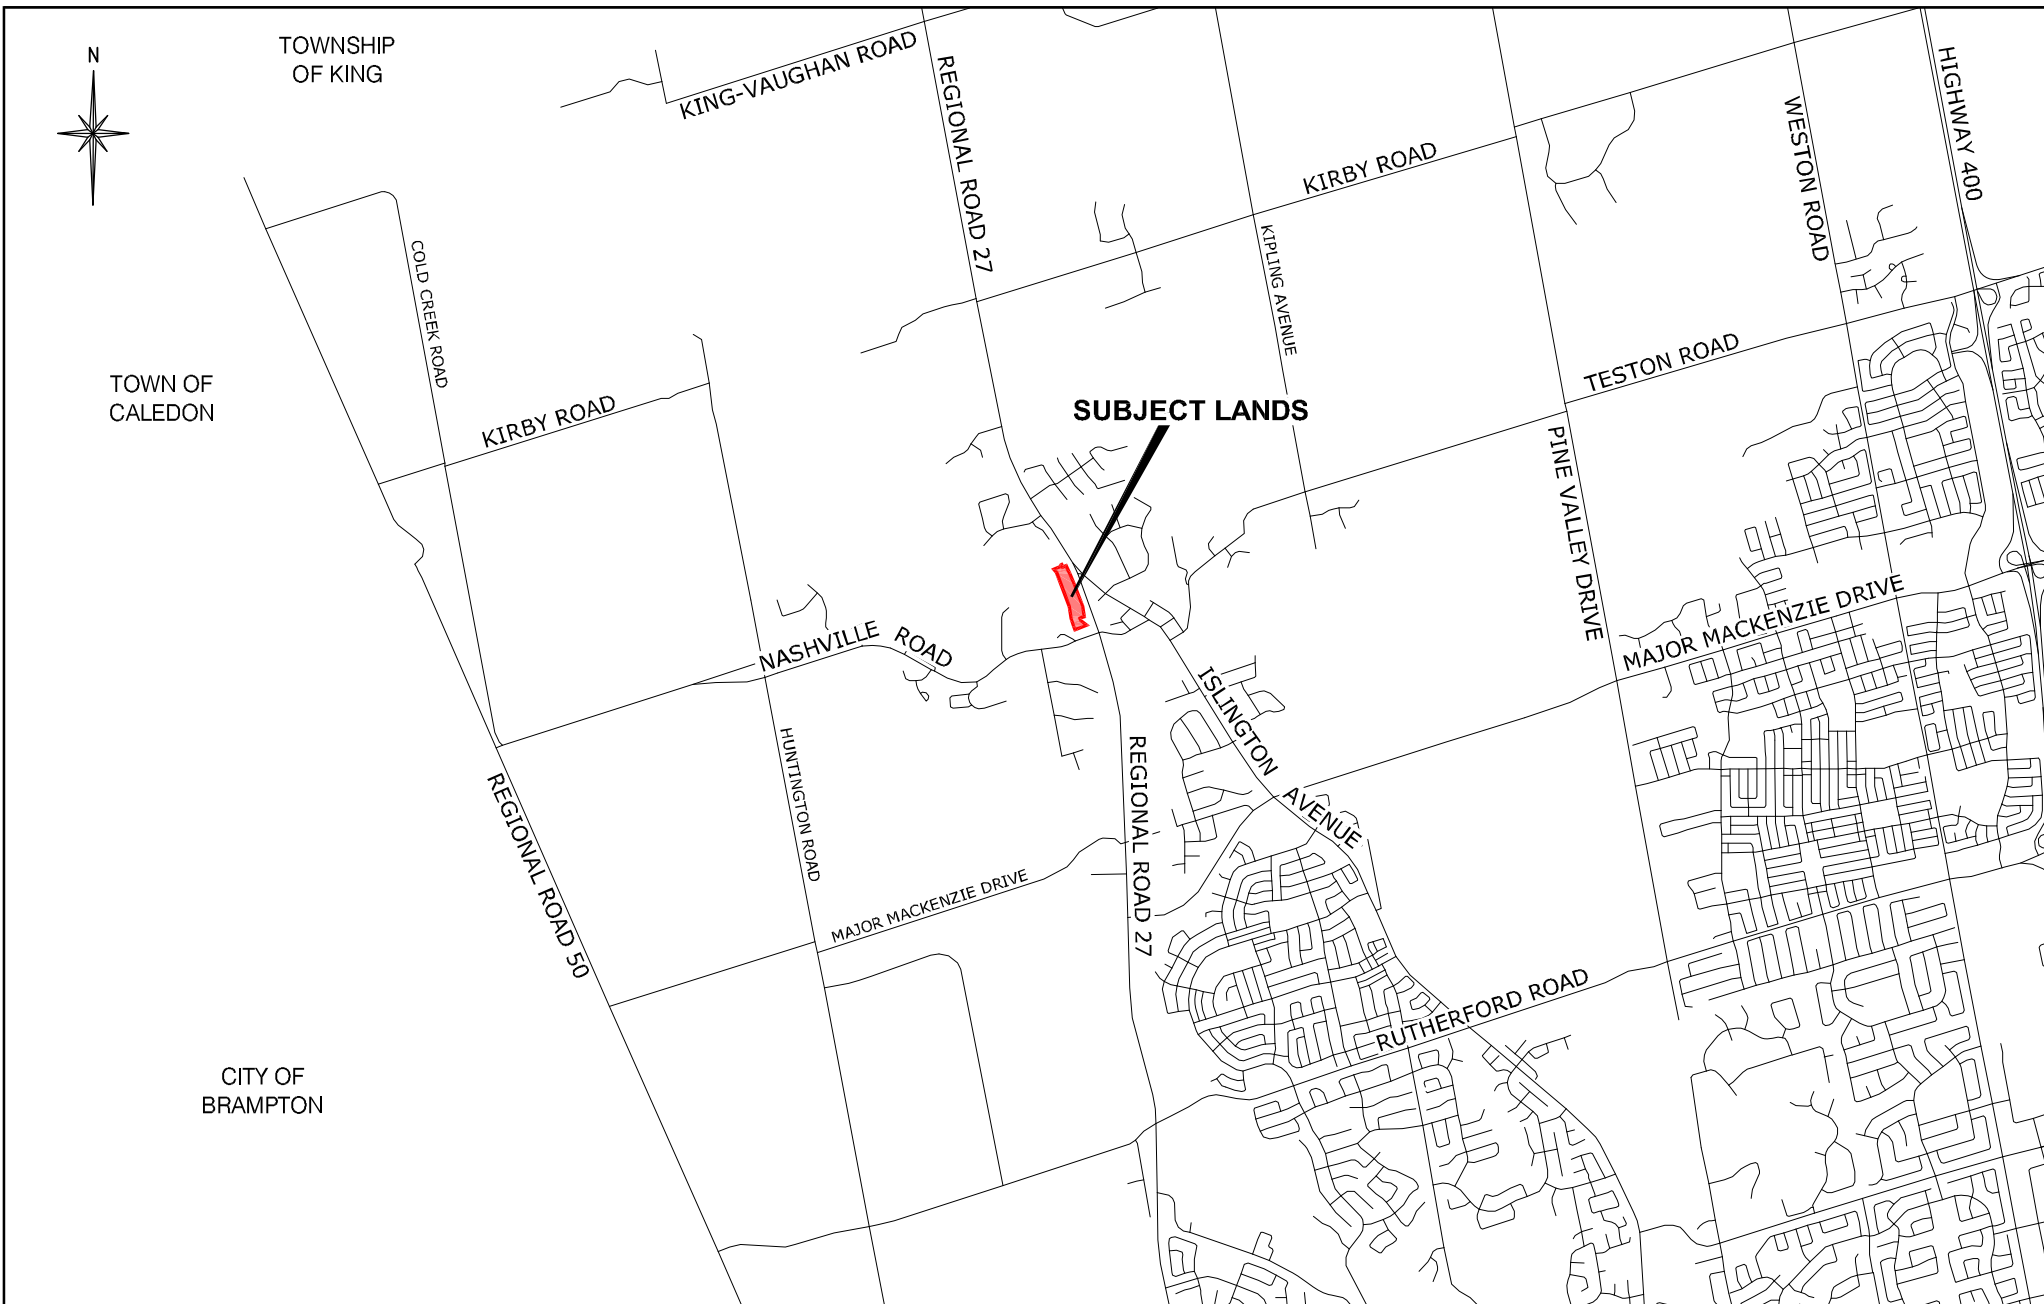 TOWNSHIP
OF KING
N
KING-VAUGHAN ROAD
REGIONAL ROAD 27
HIGHWAY 400
WESTON ROAD
KIRBY ROAD
KIPLING AVENUE
COLD CREEK ROAD
TOWN OF
CALEDON
TESTON ROAD
KIRBY ROAD
SUBJECT LANDS
PINE VALLEY DRIVE
MAJOR MACKENZIE DRIVE
NASHVILLE ROAD
ISLINGTON AVENUE
HUNTINGTON ROAD
REGIONAL ROAD 27
REGIONAL ROAD 50
MAJOR MACKENZIE DRIVE
RUTHERFORD ROAD
CITY OF
BRAMPTON